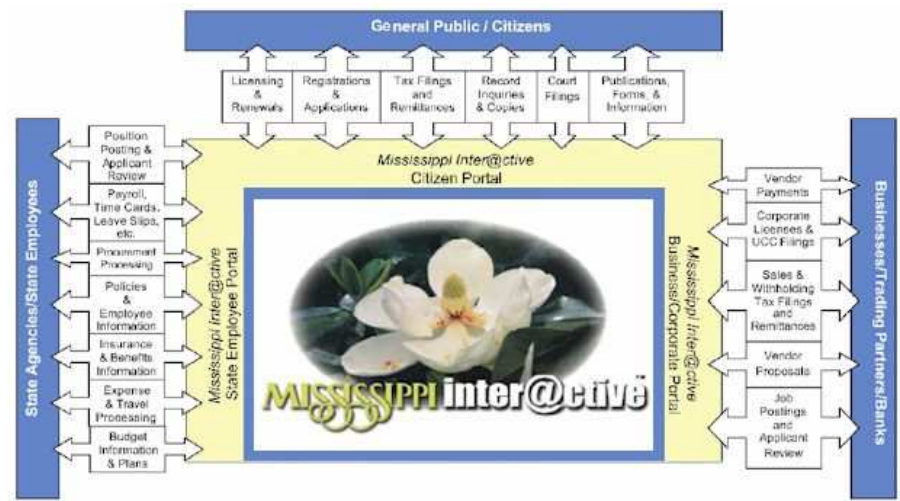 General Public / Citizens
Licensing
&
Renewals
Registrations
&
Applications
Tax Filings
and
Remittances
Record
Inquiries
& Copies
Court
Filings
Publications,
Forms, &
Information
State Agencies/State Employees
Position
Posting &
Applicant
Review
Payroll,
Time Cards,
Leave Slips,
etc.
Procurement
Processing
Policies
&
Employee
Information
Insurance
& Benefits
Information
Expense
& Travel
Processing
Budget
Information
& Plans
Mississippi Inter@ctive
Citizen Portal
Mississippi Inter@ctive
State Employee Portal
MISSISSIPPI inter@ctive™
Mississippi Inter@ctive
Business/Corporate Portal
Vendor
Payments
Corporate
Licenses &
UCC Filings
Sales &
Withholding
Tax Filings
and
Remittances
Vendor
Proposals
Job
Postings
and
Applicant
Review
Businesses/Trading Partners/Banks